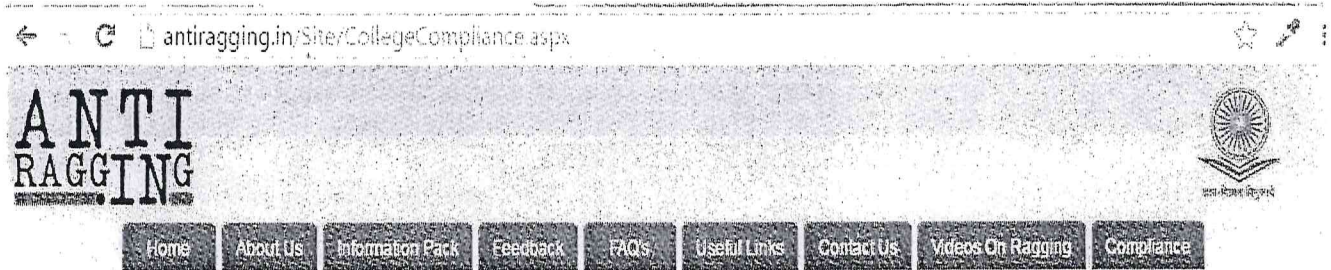 antiragging.in/Site/CollegeCompliance.aspx
ANTI
RAGGING
Home About Us Information Pack Feedback FAQ's Useful Links Contact Us Videos On Ragging Compliance